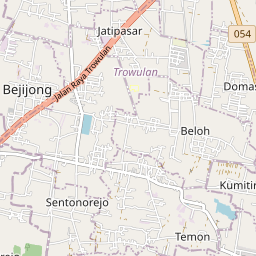 Jatipasar
054
Jalan Raya Trowulan
Trowulan
Bejijong
Domas
Beloh
Kumitir
Sentonorejo
Temon